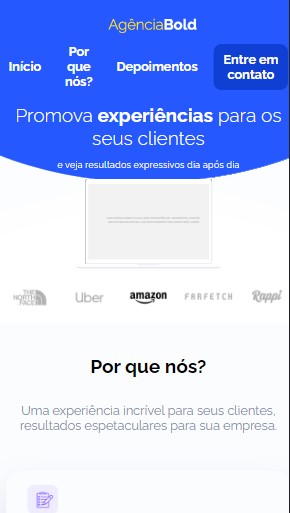 AgênciaBold
Início
Por
que
nós?
Depoimentos
Entre em
contato
Promova experiências para os
seus clientes
e veja resultados expressivos dia após dia
THE
NORTH
FACE
Uber
amazon
FARFETCH
Rappi
Por que nós?
Uma experiência incrível para seus clientes,
resultados espetaculares para sua empresa.